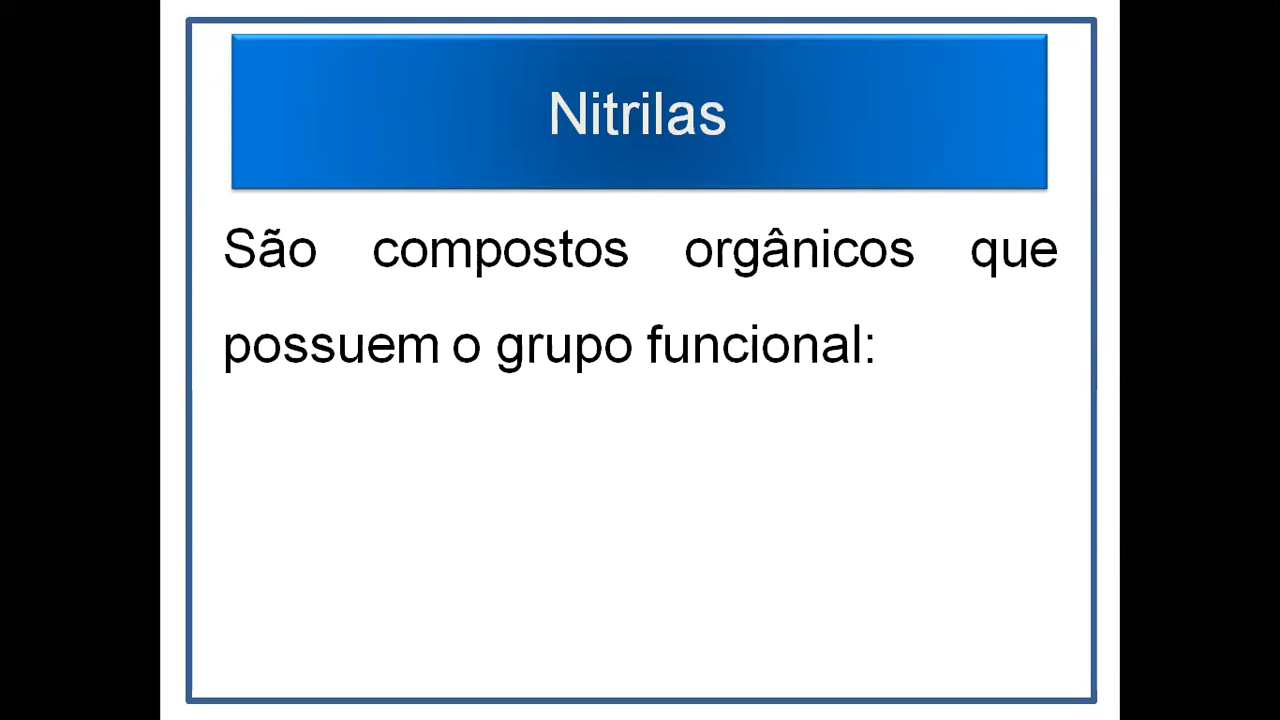 Nitrilas
São compostos orgânicos que
possuem o grupo funcional: